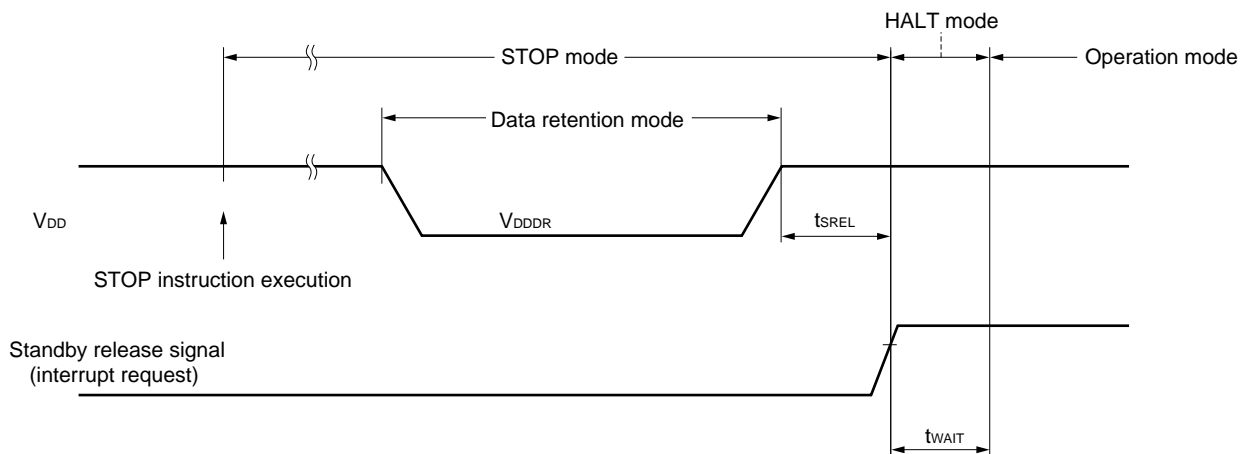 HALT mode
STOP mode
Operation mode
Data retention mode
VDD
VDDDR
tSREL
STOP instruction execution
Standby release signal
(interrupt request)
tWAIT